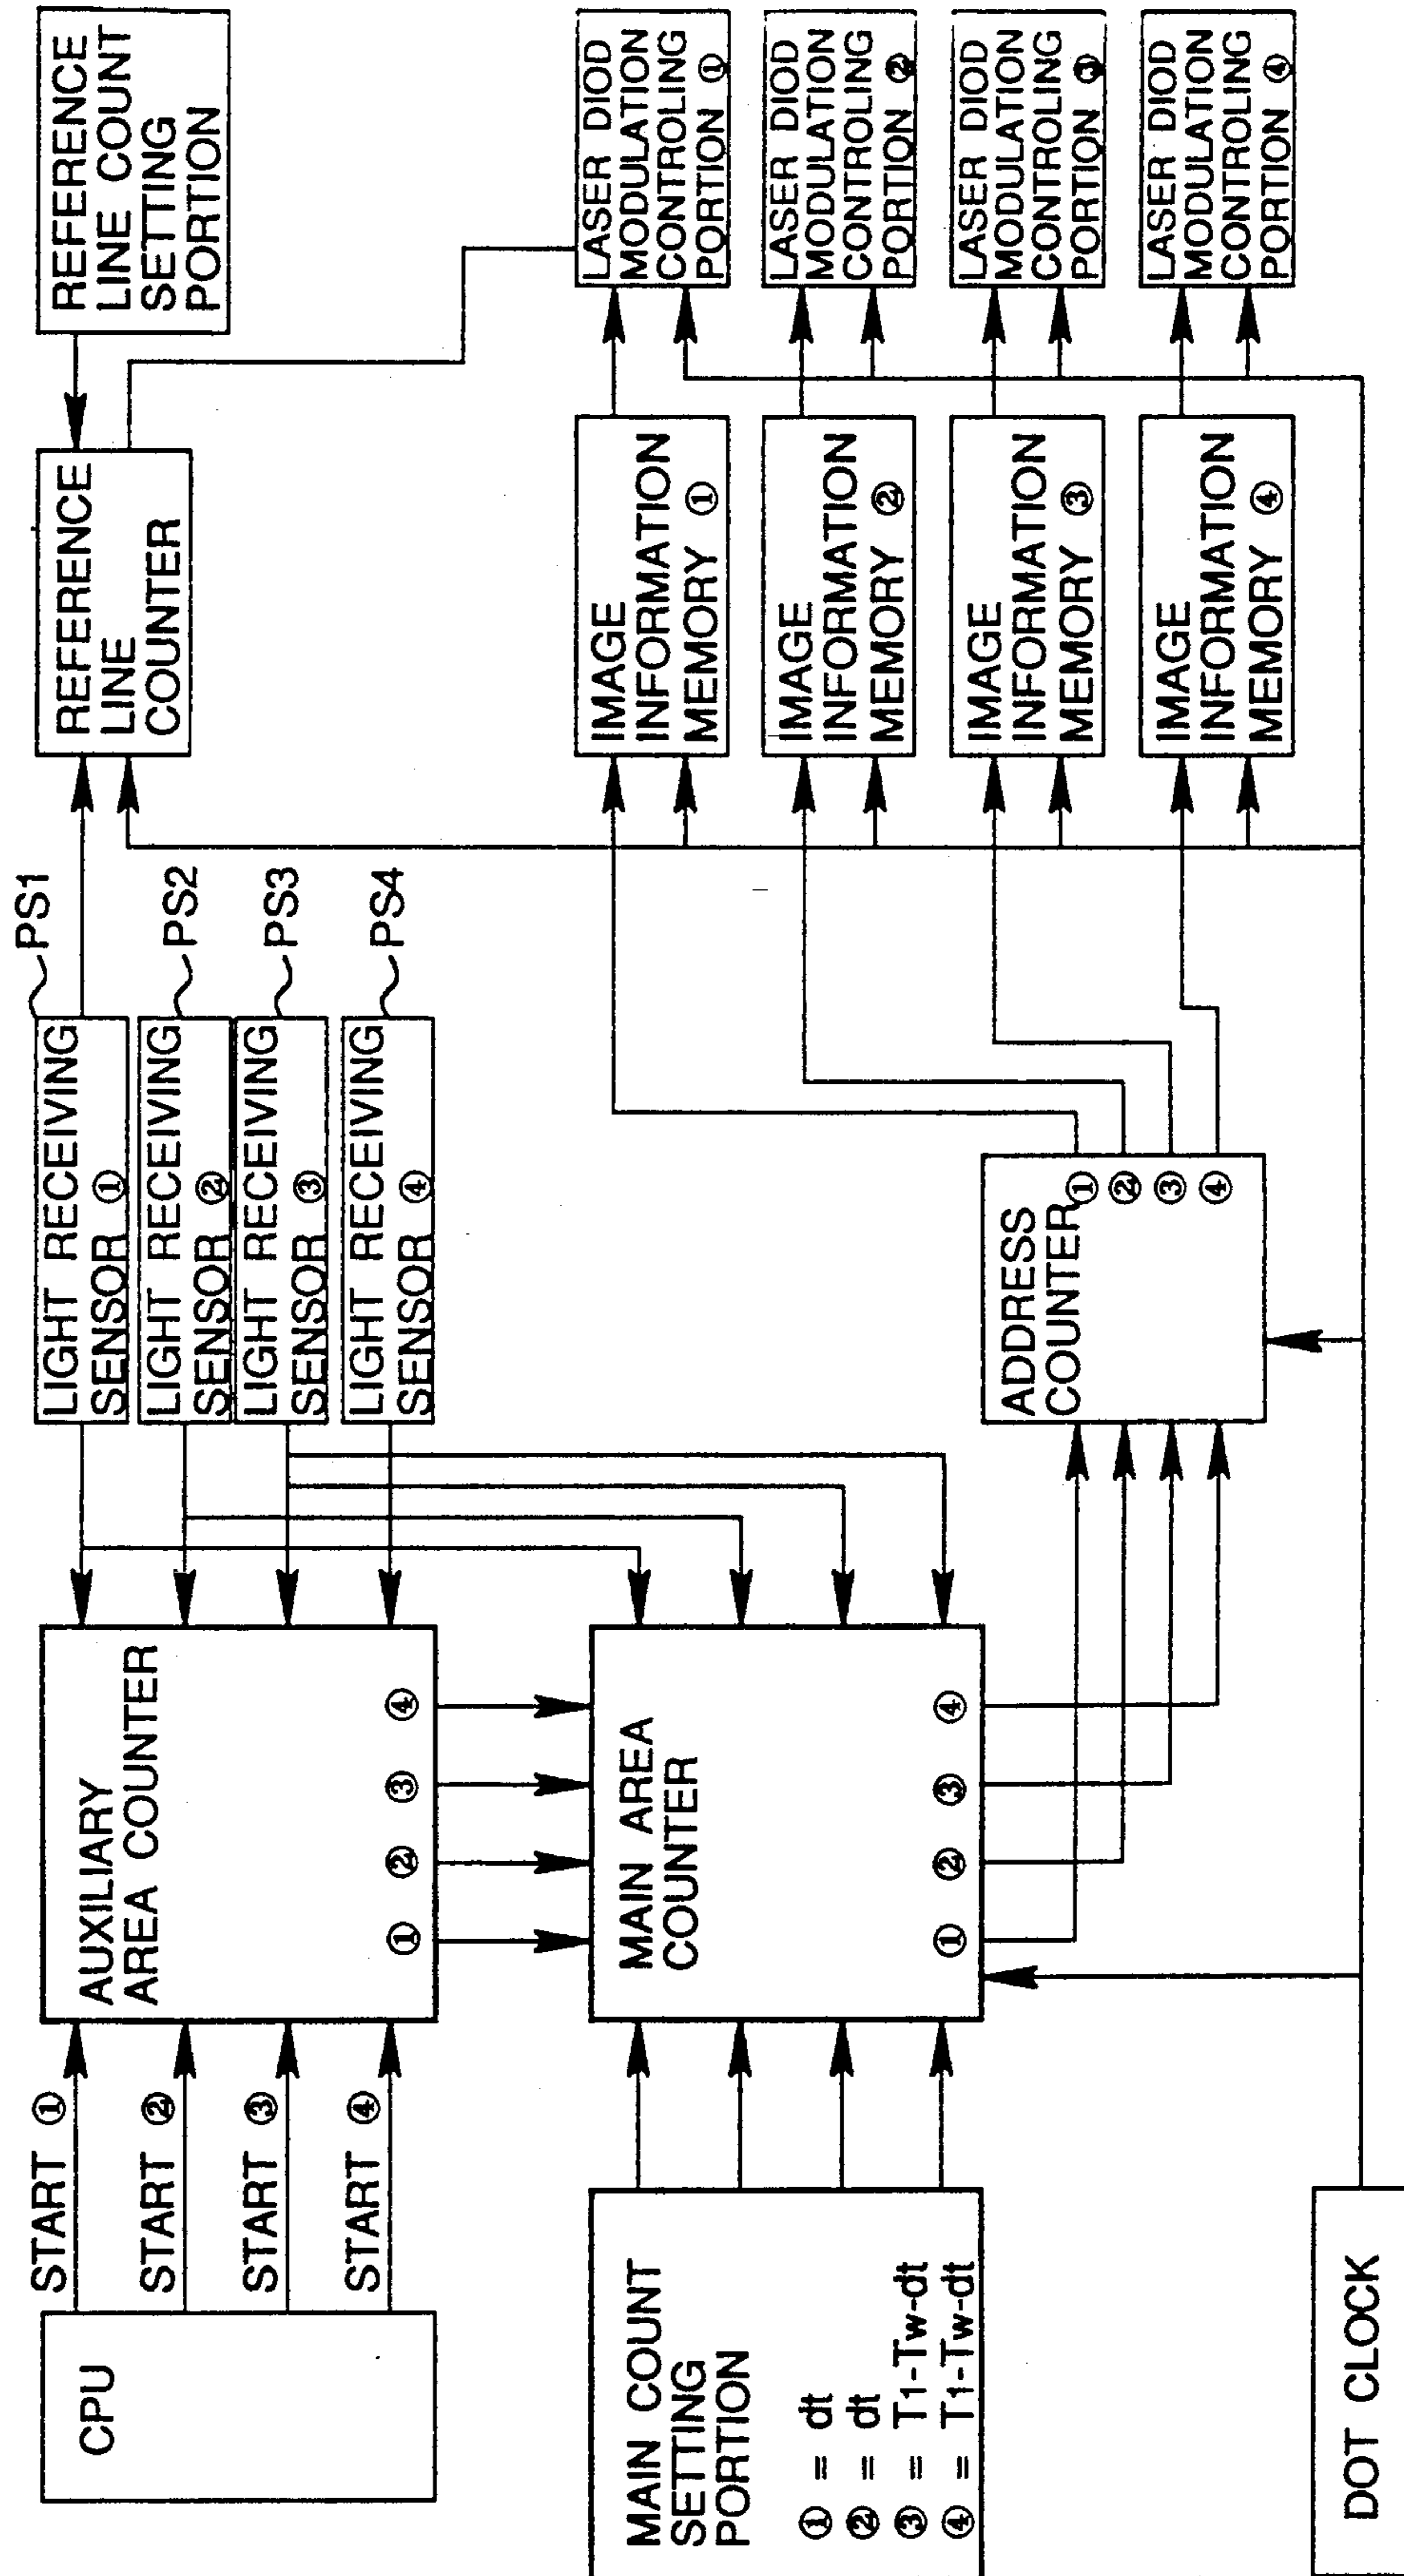 CPU
START ①
START ②
START ③
START ④
AUXILIARY
AREA COUNTER
①
②
③
④
LIGHT RECEIVING
SENSOR ①
PS1
LIGHT RECEIVING
SENSOR ②
PS2
LIGHT RECEIVING
SENSOR ③
PS3
LIGHT RECEIVING
SENSOR ④
PS4
REFERENCE
LINE
COUNTER
REFERENCE
LINE COUNT
SETTING
PORTION
MAIN COUNT
SETTING
PORTION
① = dt
② = dt
③ = T1-Tw-dt
④ = T1-Tw-dt
MAIN AREA
COUNTER
①
②
③
④
ADDRESS
COUNTER
①
②
③
④
IMAGE
INFORMATION
MEMORY ①
LASER DIOD
MODULATION
CONTROLING
PORTION ①
IMAGE
INFORMATION
MEMORY ②
LASER DIOD
MODULATION
CONTROLING
PORTION ②
IMAGE
INFORMATION
MEMORY ③
LASER DIOD
MODULATION
CONTROLING
PORTION ③
IMAGE
INFORMATION
MEMORY ④
LASER DIOD
MODULATION
CONTROLING
PORTION ④
DOT CLOCK